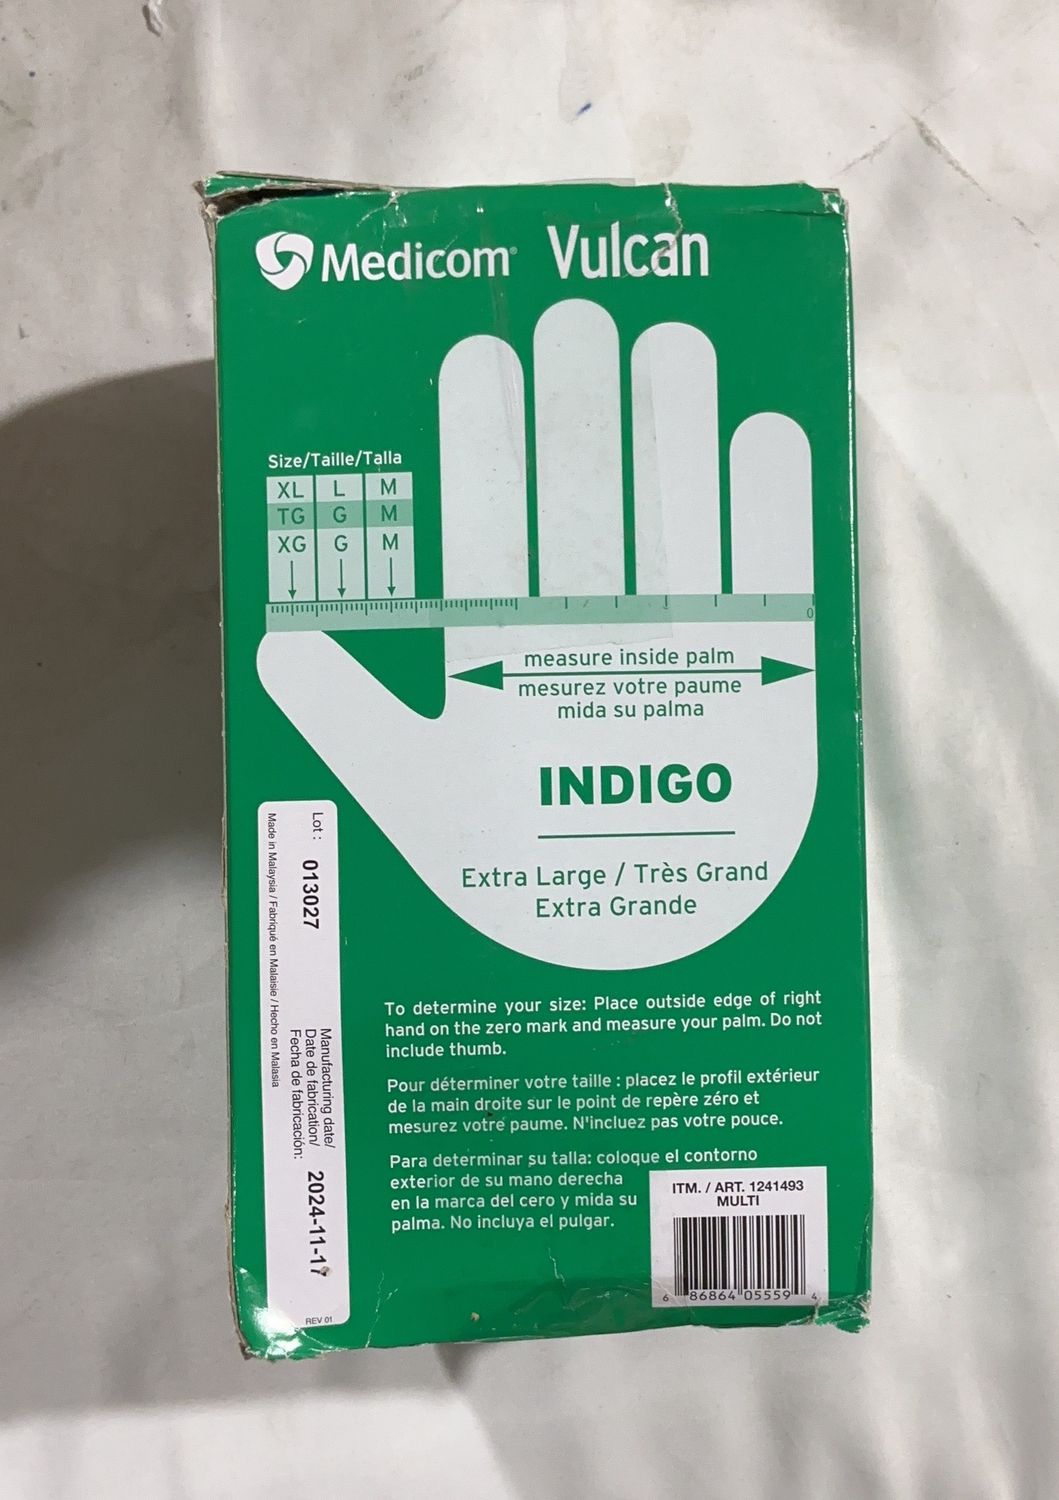 Medicom® Vulcan
Size/Taille/Talla
XL L M
TG G M
XG G M
0
measure inside palm
mesurez votre paume
mida su palma
INDIGO
Extra Large / Très Grand
Extra Grande
Lot : 013027
Made in Malaysia / Fabriqué en Malaisie / Hecho en Malasia
Manufacturing date/
Date de fabrication/
Fecha de fabricación:
2024-11-17
REV 01
To determine your size: Place outside edge of right
hand on the zero mark and measure your palm. Do not
include thumb.
Pour déterminer votre taille : placez le profil extérieur
de la main droite sur le point de repère zéro et
mesurez votre paume. N'incluez pas votre pouce.
Para determinar su talla: coloque el contorno
exterior de su mano derecha
en la marca del cero y mida su
palma. No incluya el pulgar.
ITM. / ART. 1241493
MULTI
6 86864 05559 4